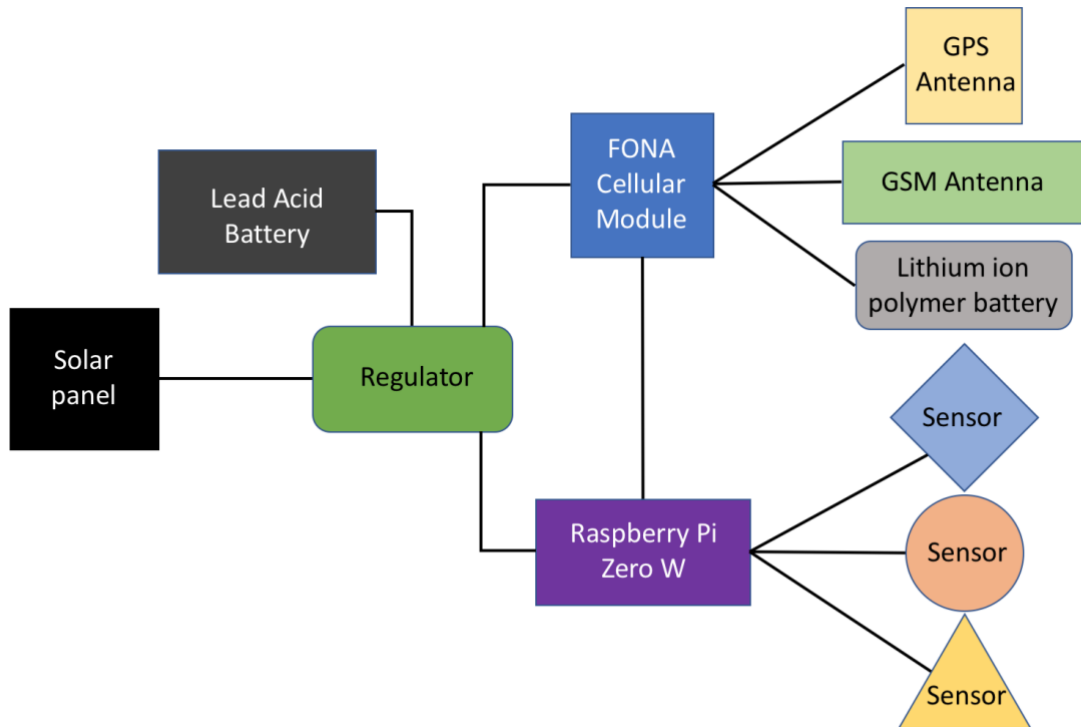 GPS
Antenna
FONA
Cellular
Module
GSM Antenna
Lead Acid
Battery
Lithium ion
polymer battery
Solar
panel
Regulator
Sensor
Raspberry Pi
Zero W
Sensor
Sensor